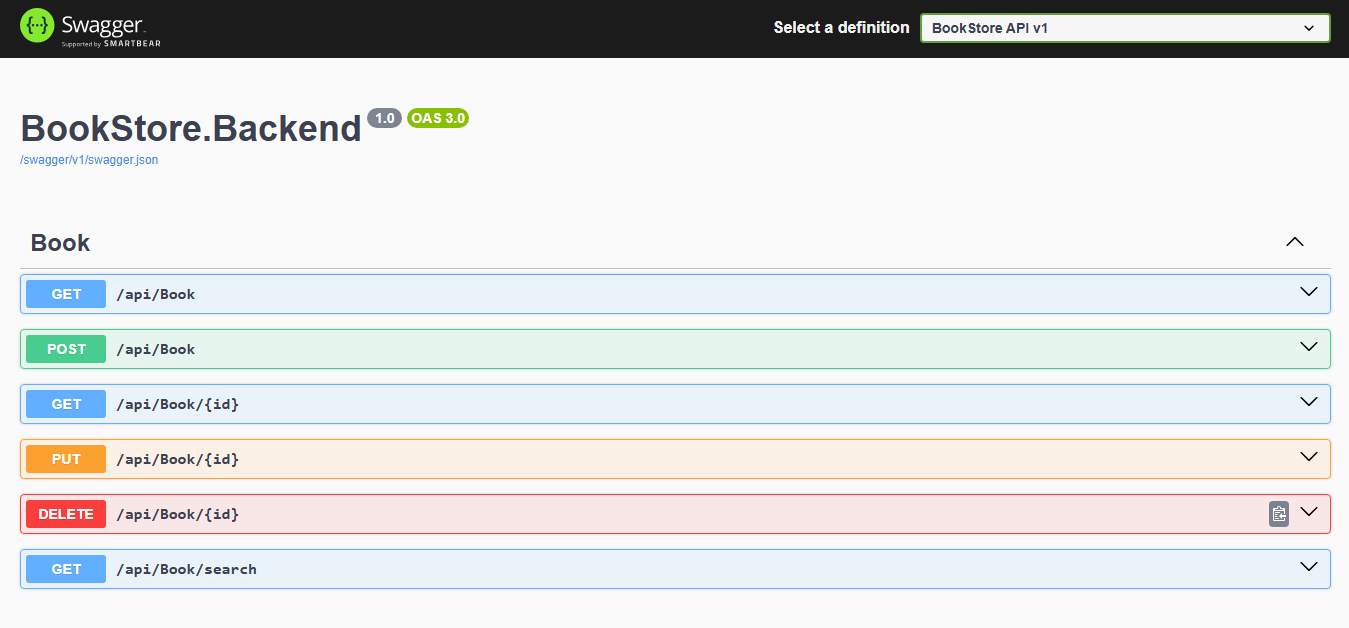 {···} Swagger.
Supported by SMARTBEAR
Select a definition
BookStore API v1
BookStore.Backend 1.0 OAS 3.0
/swagger/v1/swagger.json
Book
GET /api/Book
POST /api/Book
GET /api/Book/{id}
PUT /api/Book/{id}
DELETE /api/Book/{id}
GET /api/Book/search